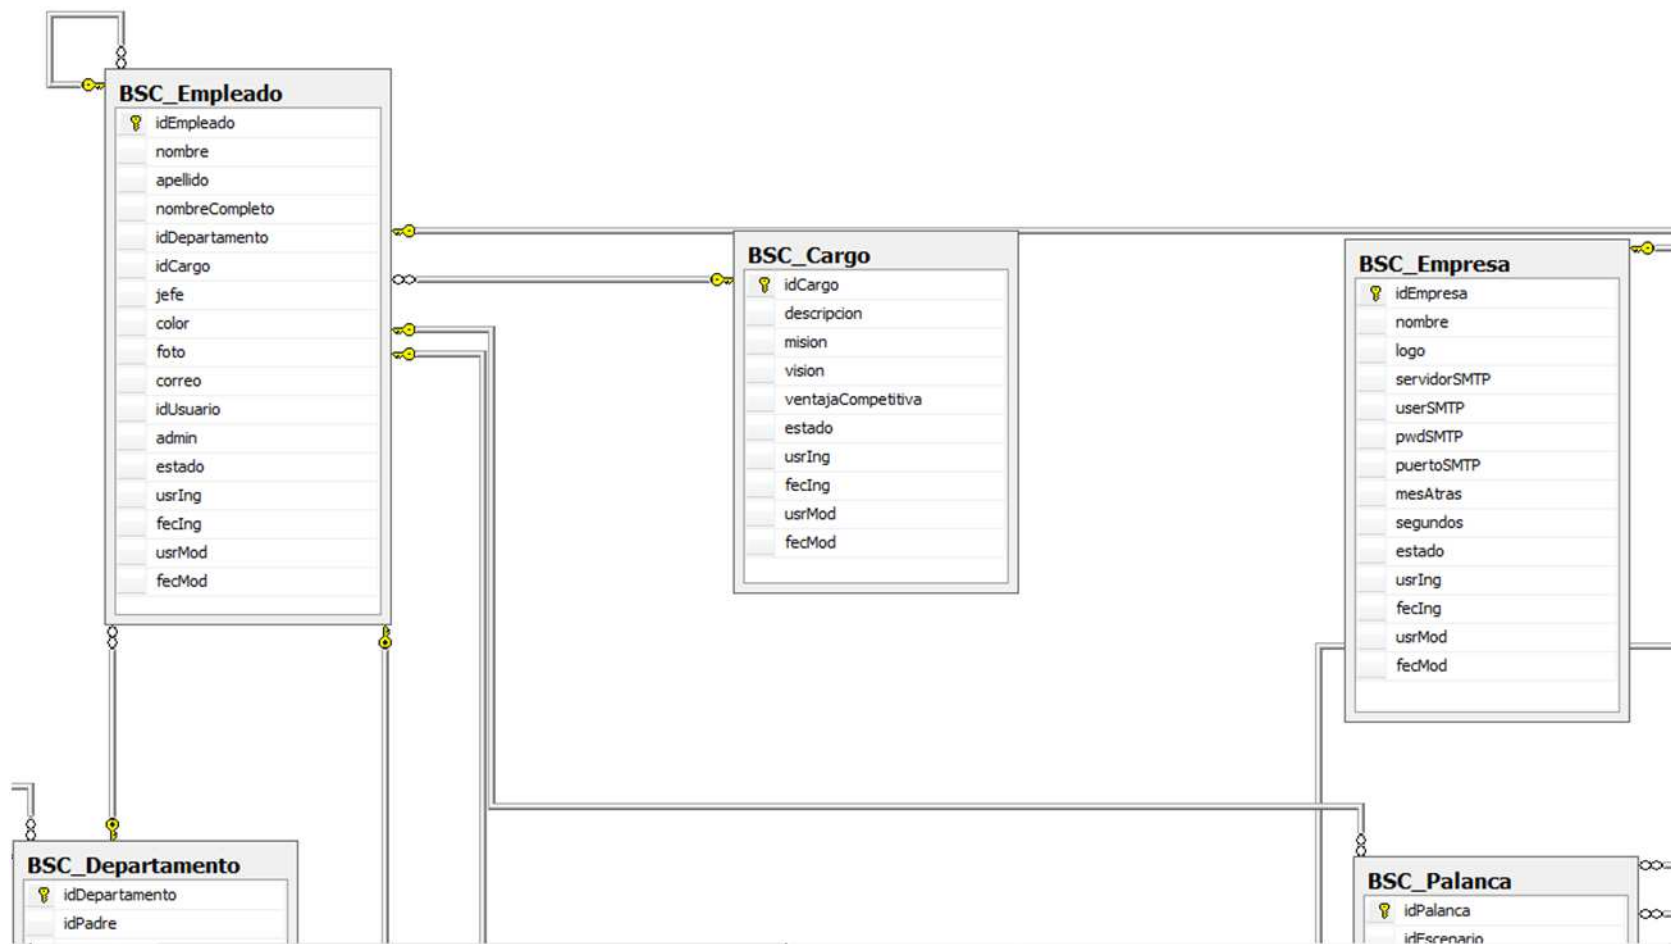 BSC_Empleado
idEmpleado
nombre
apellido
nombreCompleto
idDepartamento
idCargo
jefe
color
foto
correo
idUsuario
admin
estado
usrIng
fecIng
usrMod
fecMod
BSC_Cargo
idCargo
descripcion
mision
vision
ventajaCompetitiva
estado
usrIng
fecIng
usrMod
fecMod
BSC_Empresa
idEmpresa
nombre
logo
servidorSMTP
userSMTP
pwdSMTP
puertoSMTP
mesAtras
segundos
estado
usrIng
fecIng
usrMod
fecMod
BSC_Departamento
idDepartamento
idPadre
BSC_Palanca
idPalanca
idEscenario